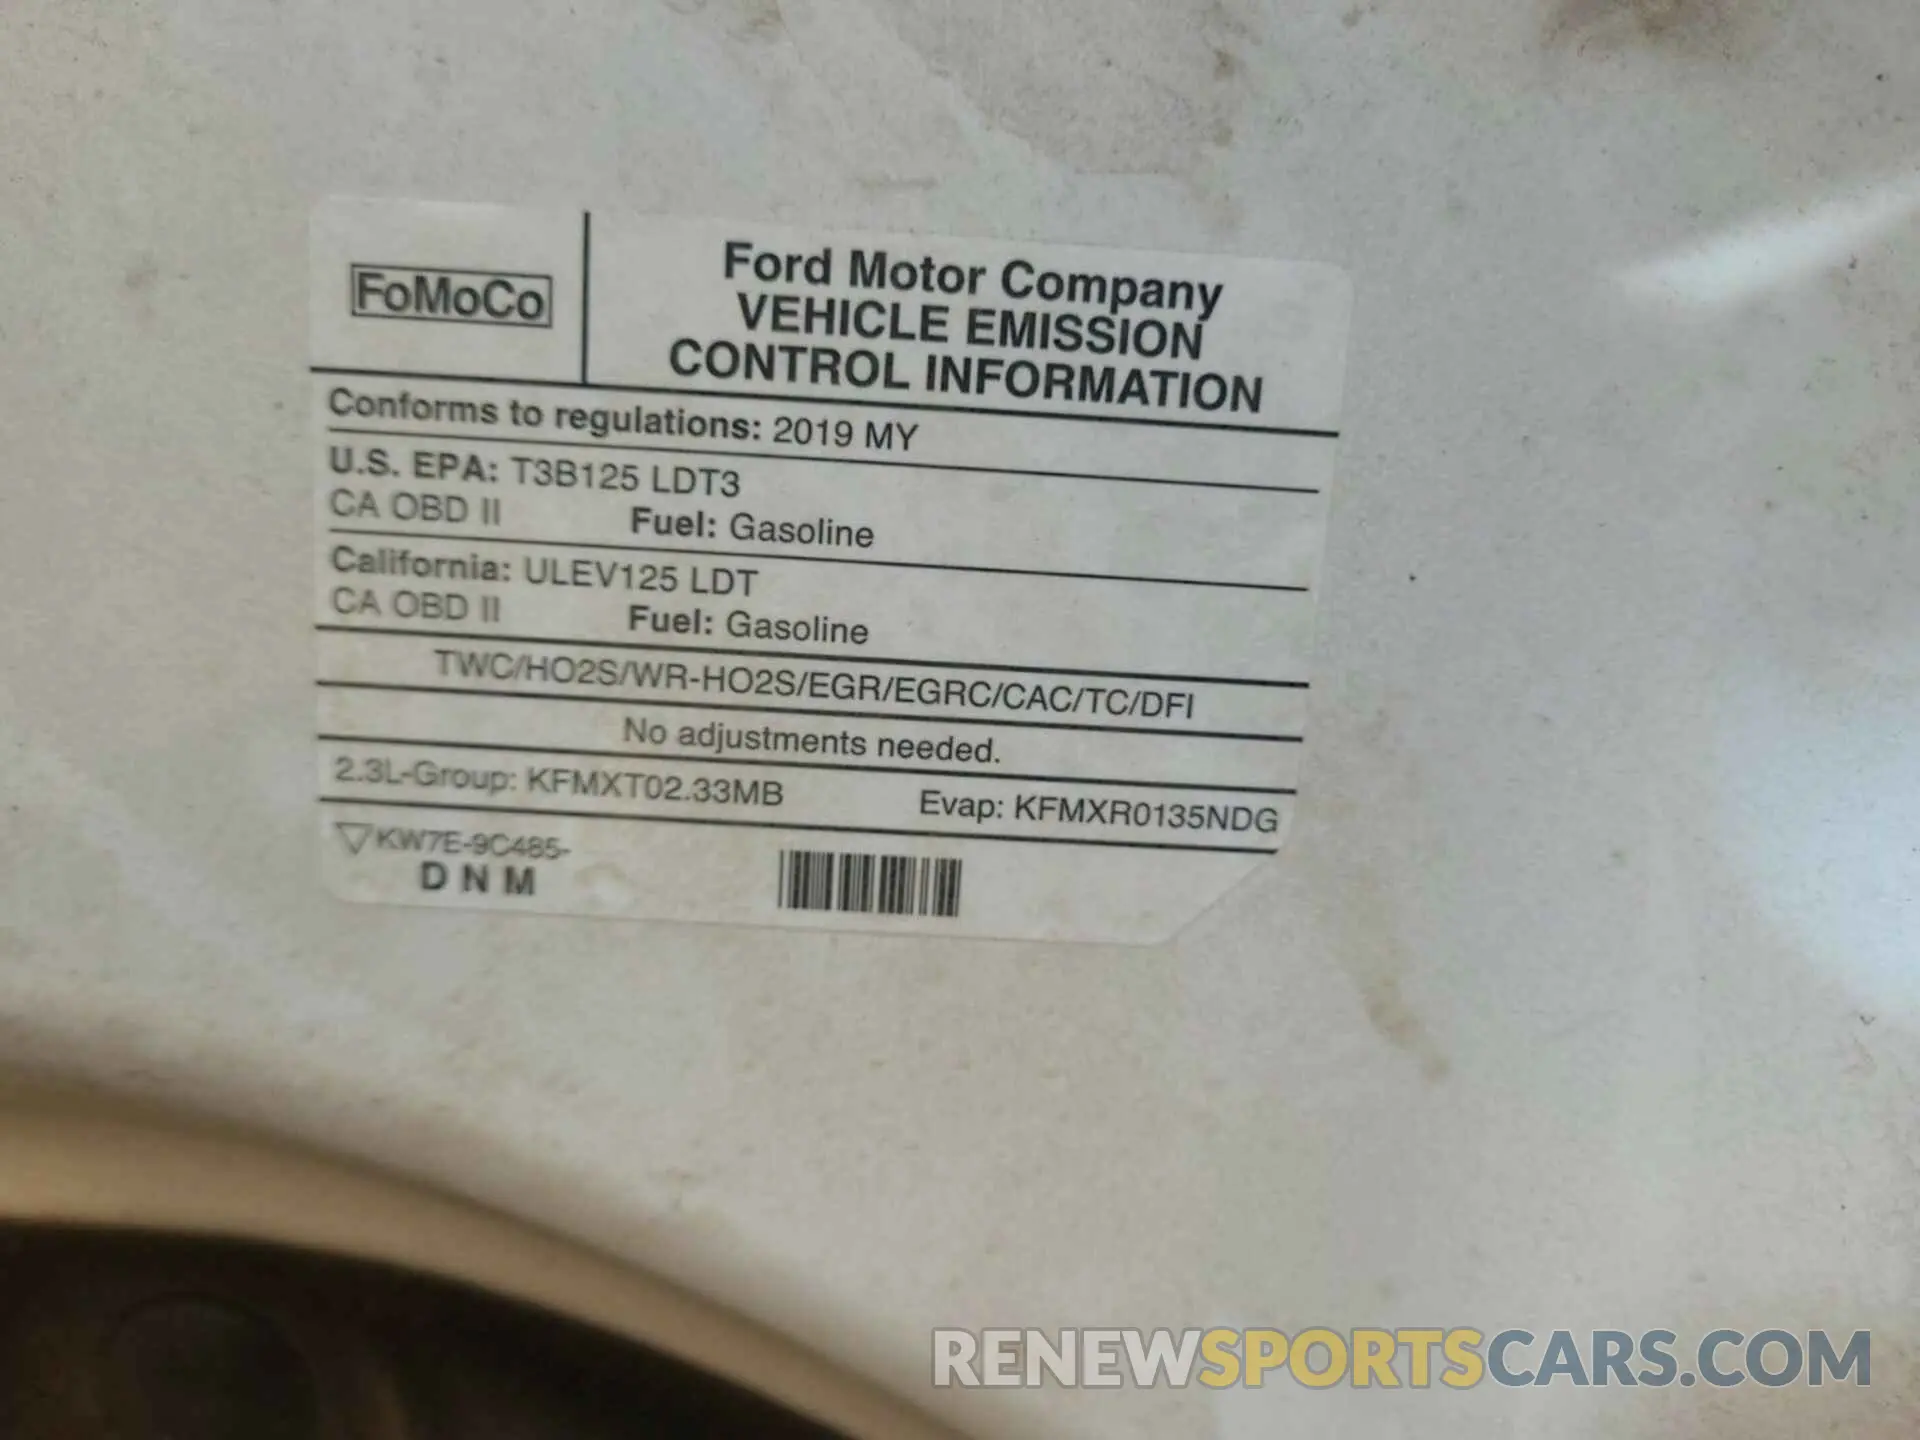 FoMoCo
Ford Motor Company
VEHICLE EMISSION
CONTROL INFORMATION
Conforms to regulations: 2019 MY
U.S. EPA: T3B125 LDT3
CA OBD II Fuel: Gasoline
California: ULEV125 LDT
CA OBD II Fuel: Gasoline
TWC/HO2S/WR-HO2S/EGR/EGRC/CAC/TC/DFI
No adjustments needed.
2.3L-Group: KFMXT02.33MB Evap: KFMXR0135NDG
KW7E-9C485-
D N M
RENEWSPORTSCARS.COM